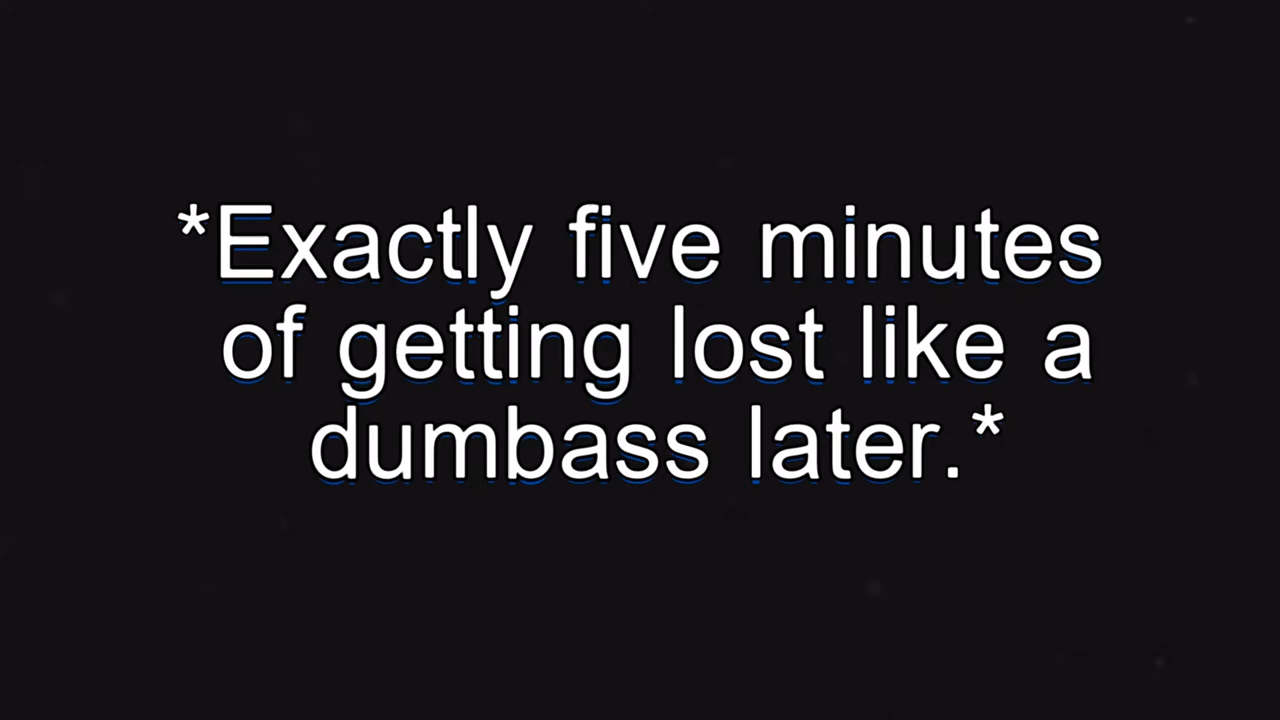 *Exactly five minutes
of getting lost like a
dumbass later.*